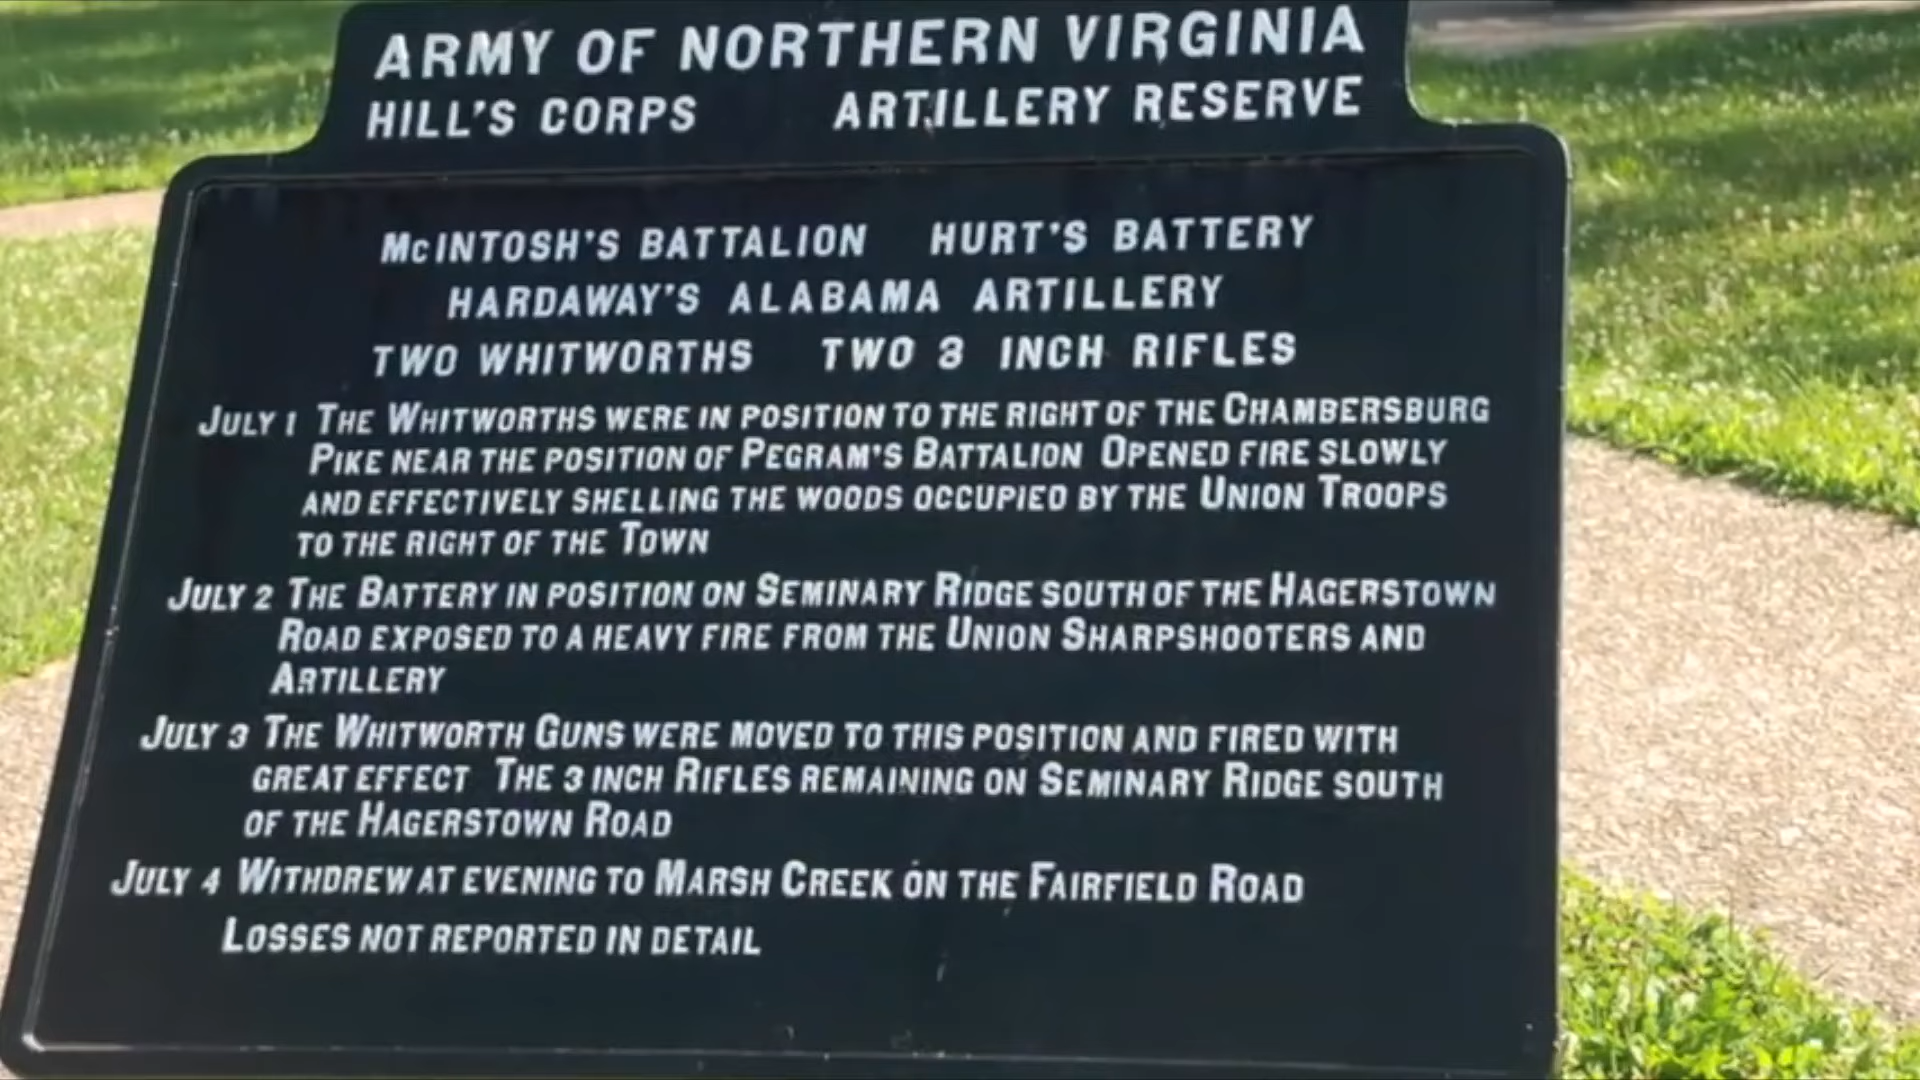 ARMY OF NORTHERN VIRGINIA
HILL'S CORPS ARTILLERY RESERVE
McINTOSH'S BATTALION HURT'S BATTERY
HARDAWAY'S ALABAMA ARTILLERY
TWO WHITWORTHS TWO 3 INCH RIFLES
JULY 1 THE WHITWORTHS WERE IN POSITION TO THE RIGHT OF THE CHAMBERSBURG
PIKE NEAR THE POSITION OF PEGRAM'S BATTALION OPENED FIRE SLOWLY
AND EFFECTIVELY SHELLING THE WOODS OCCUPIED BY THE UNION TROOPS
TO THE RIGHT OF THE TOWN
JULY 2 THE BATTERY IN POSITION ON SEMINARY RIDGE SOUTH OF THE HAGERSTOWN
ROAD EXPOSED TO A HEAVY FIRE FROM THE UNION SHARPSHOOTERS AND
ARTILLERY
JULY 3 THE WHITWORTH GUNS WERE MOVED TO THIS POSITION AND FIRED WITH
GREAT EFFECT THE 3 INCH RIFLES REMAINING ON SEMINARY RIDGE SOUTH
OF THE HAGERSTOWN ROAD
JULY 4 WITHDREW AT EVENING TO MARSH CREEK ON THE FAIRFIELD ROAD
LOSSES NOT REPORTED IN DETAIL